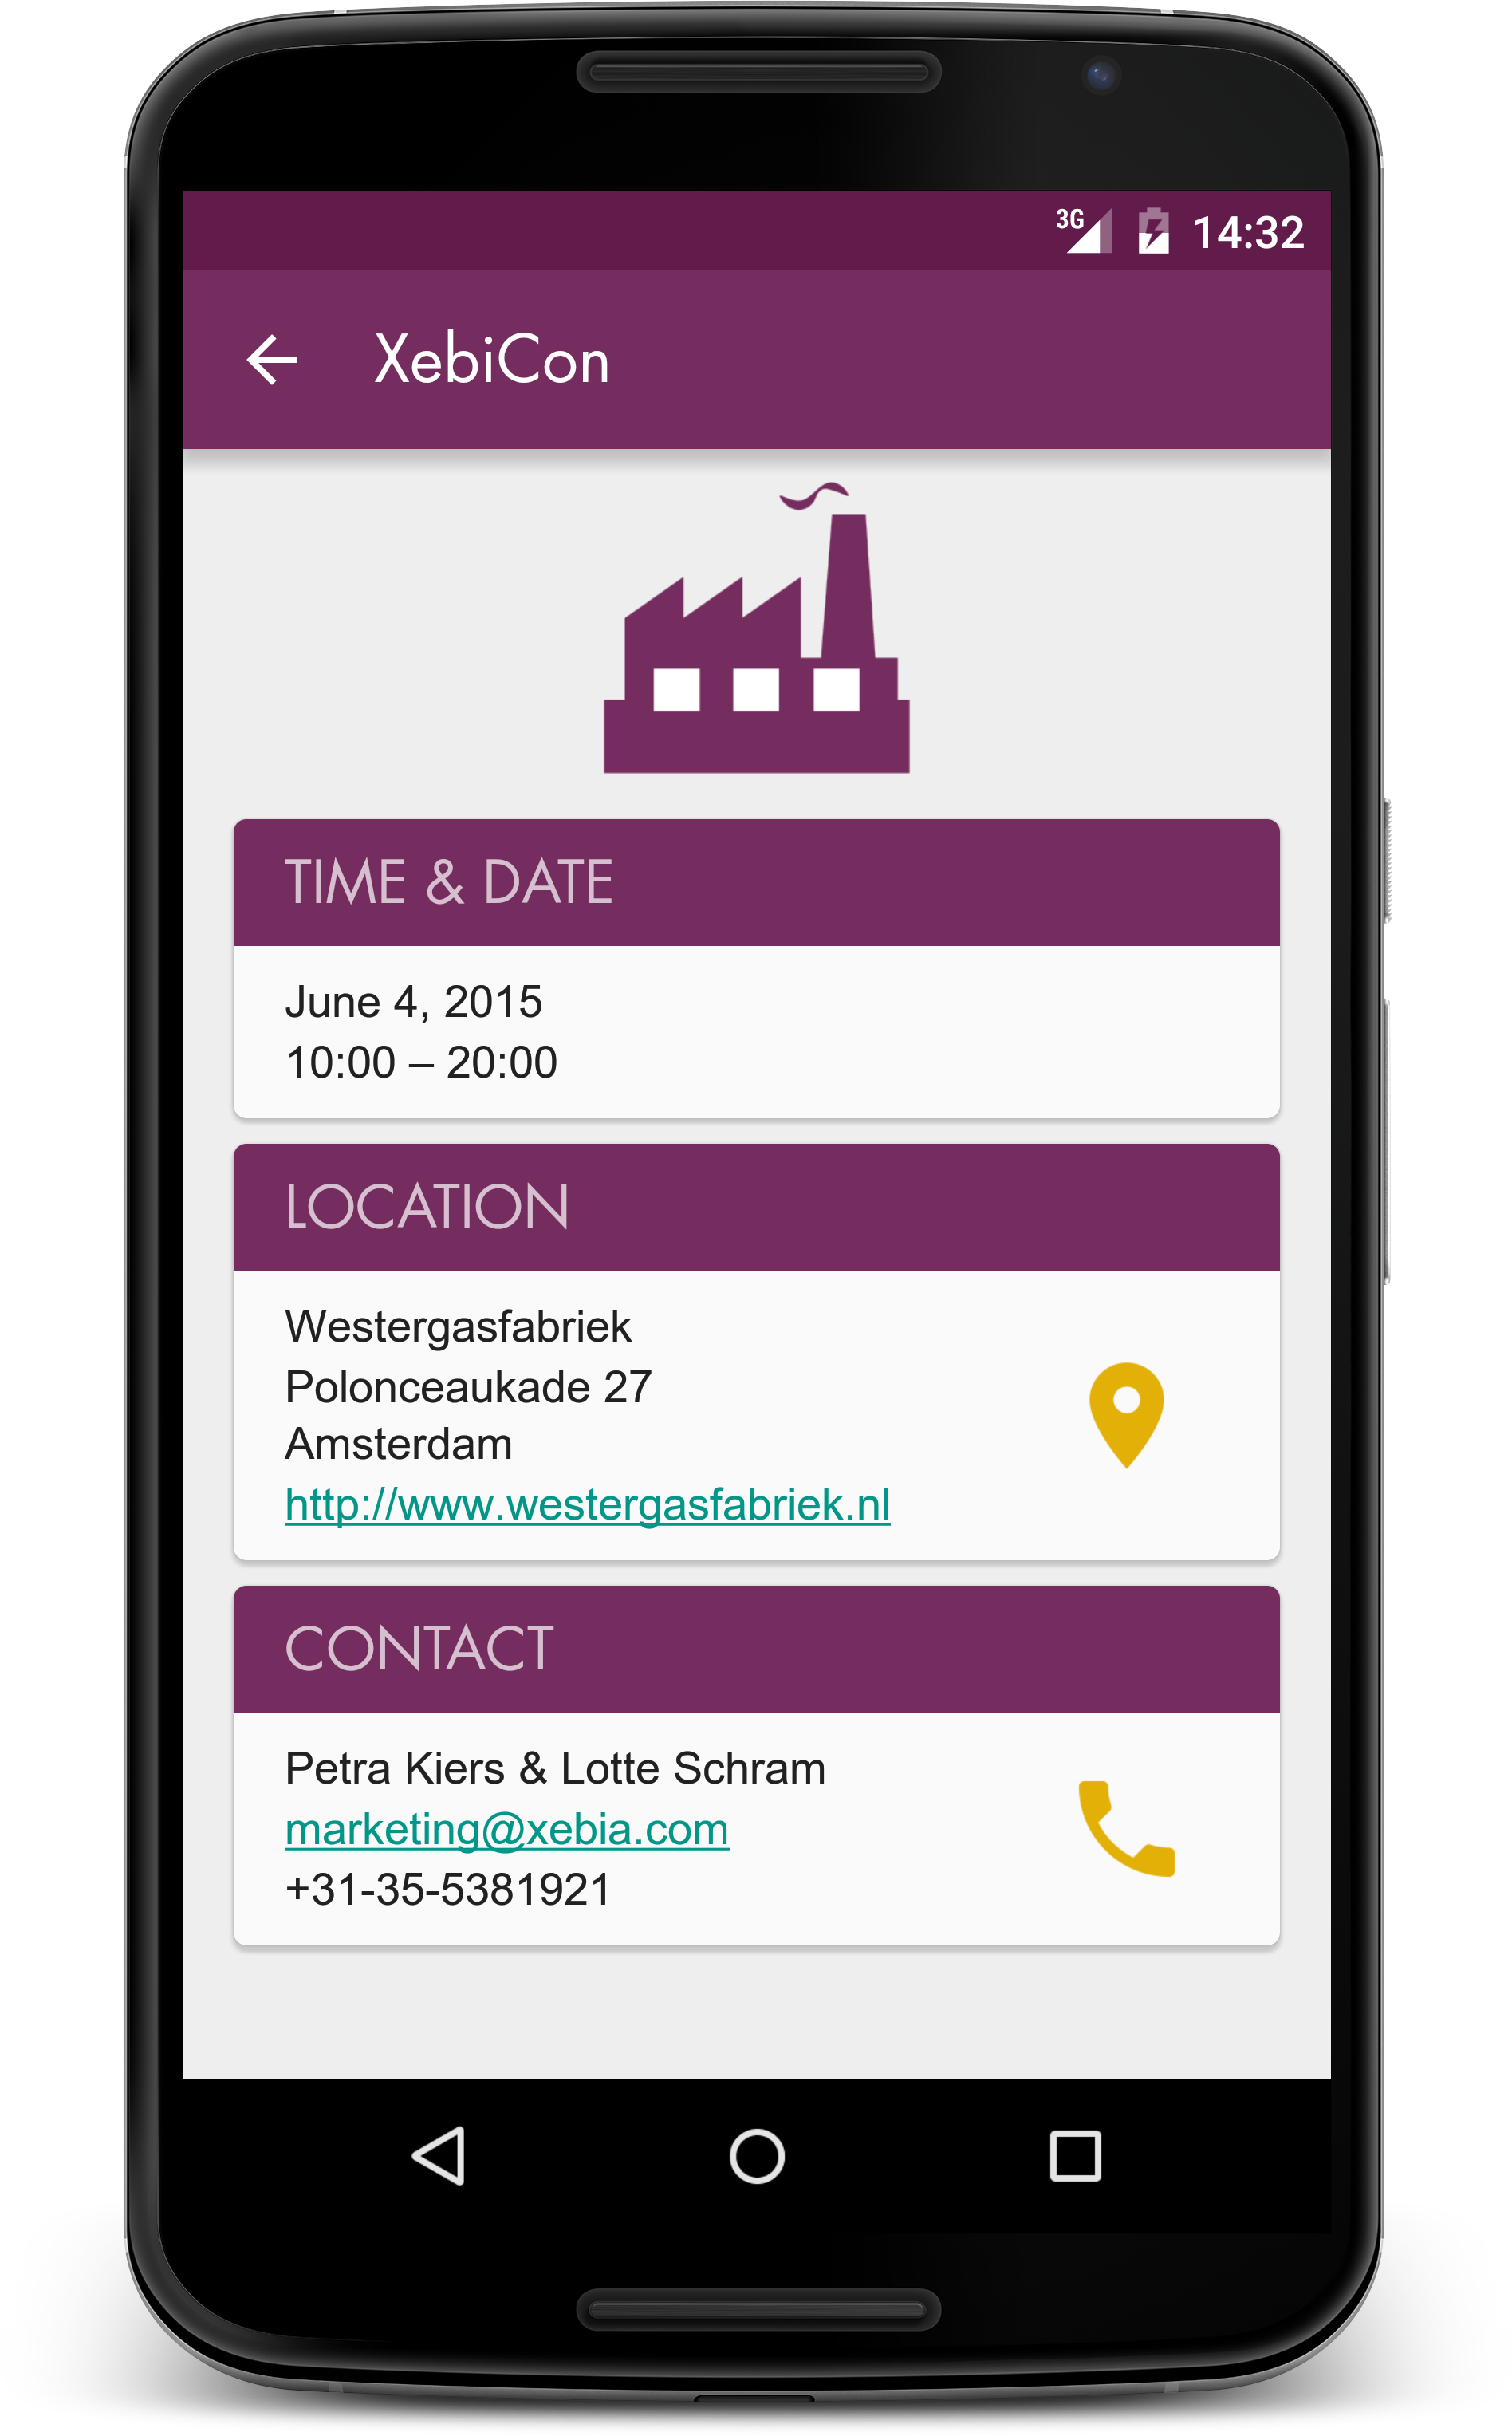 3G 14:32
XebiCon
TIME & DATE
June 4, 2015
10:00 – 20:00
LOCATION
Westergasfabriek
Polonceaukade 27
Amsterdam
http://www.westergasfabriek.nl
CONTACT
Petra Kiers & Lotte Schram
marketing@xebia.com
+31-35-5381921